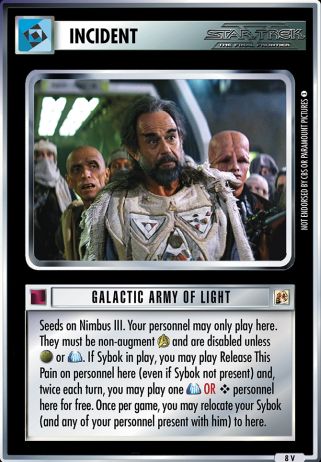 INCIDENT
STAR TREK
THE FINAL FRONTIER
NOT ENDORSED BY CBS OR PARAMOUNT PICTURES
GALACTIC ARMY OF LIGHT
Seeds on Nimbus III. Your personnel may only play here.
They must be non-augment and are disabled unless
or . If Sybok in play, you may play Release This
Pain on personnel here (even if Sybok not present) and,
twice each turn, you may play one OR personnel
here for free. Once per game, you may relocate your Sybok
(and any of your personnel present with him) to here.
8 V